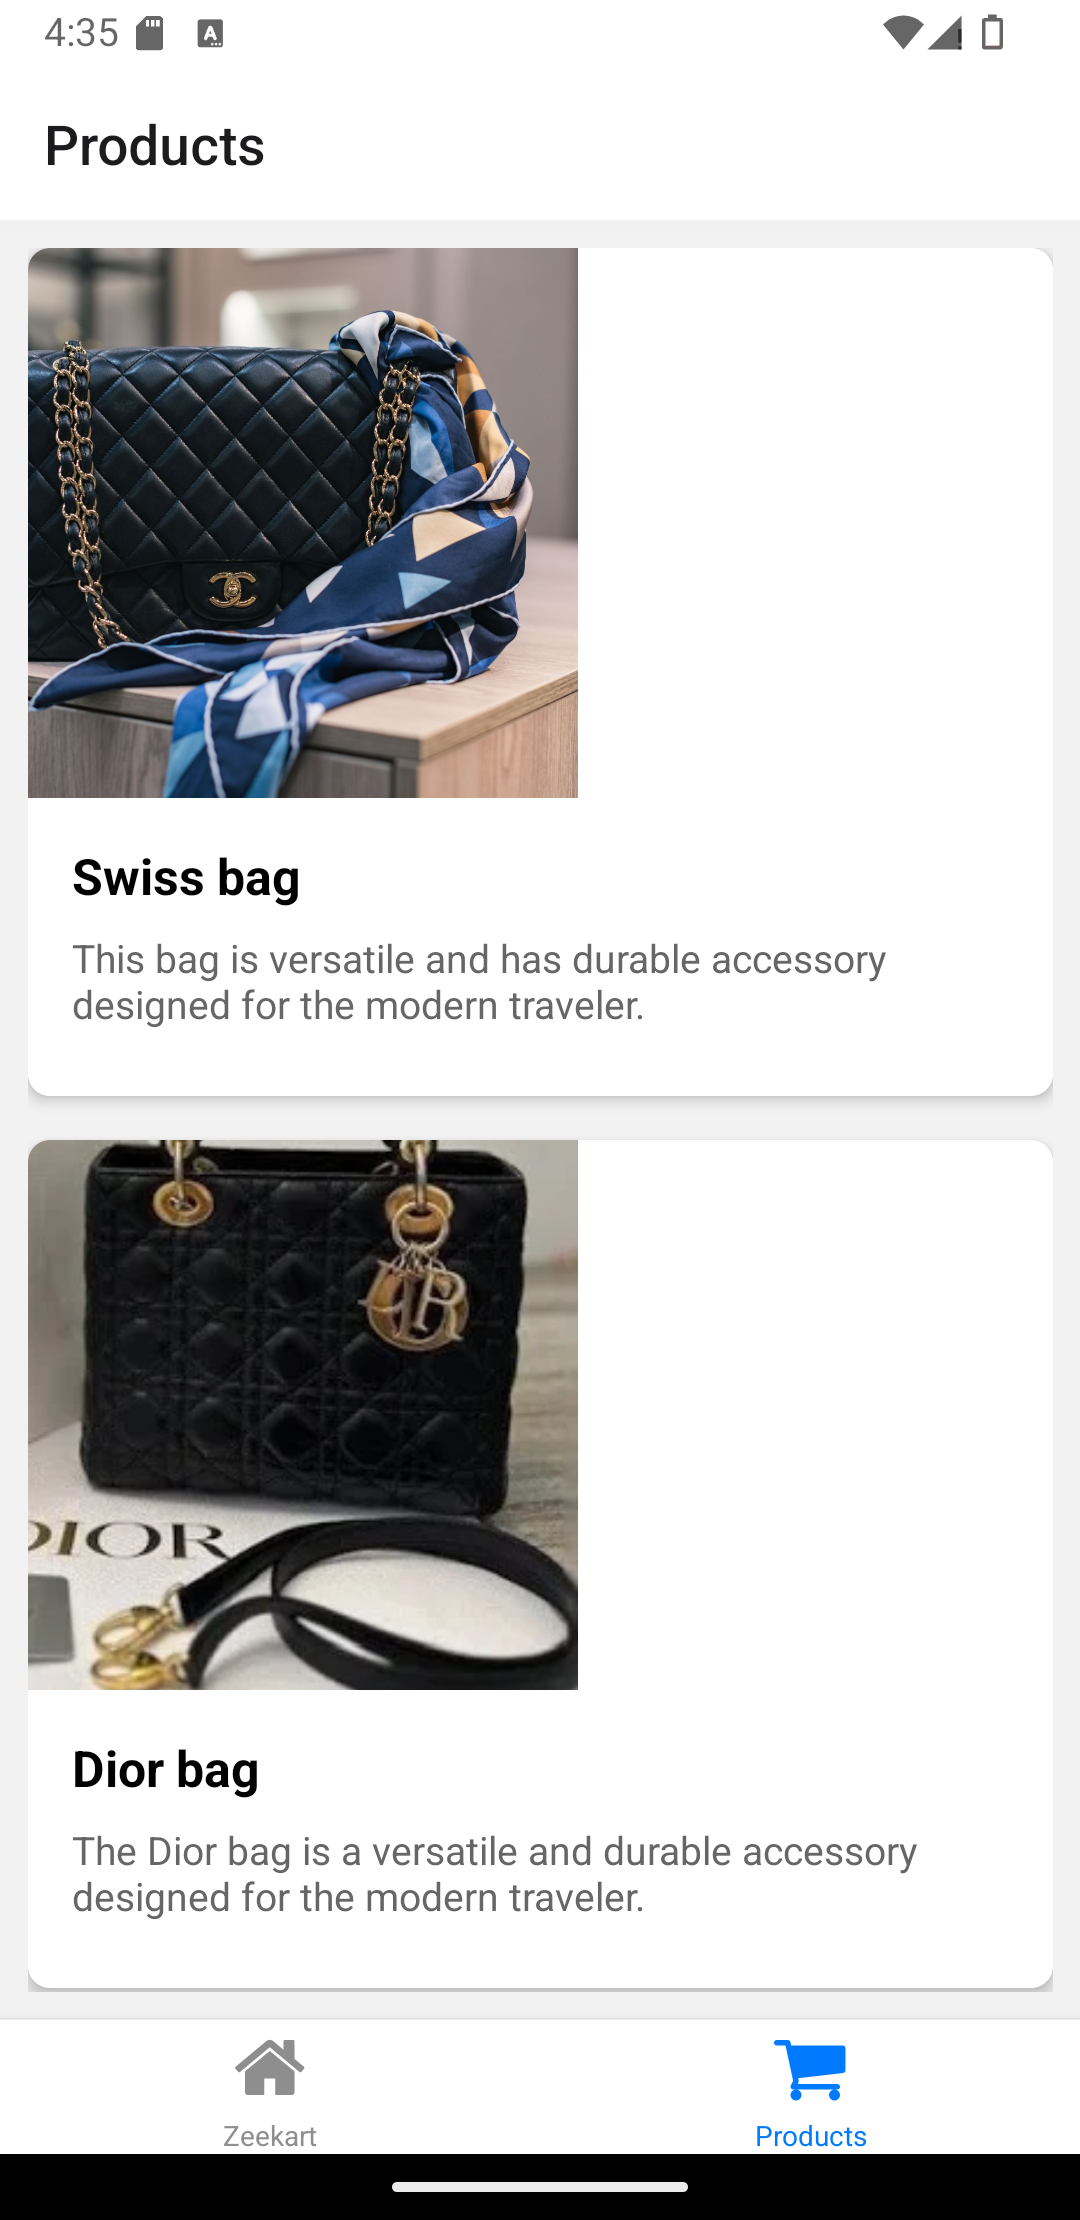 4:35
A
Products
Swiss bag
This bag is versatile and has durable accessory
designed for the modern traveler.
DIOR
Dior bag
The Dior bag is a versatile and durable accessory
designed for the modern traveler.
Zeekart
Products